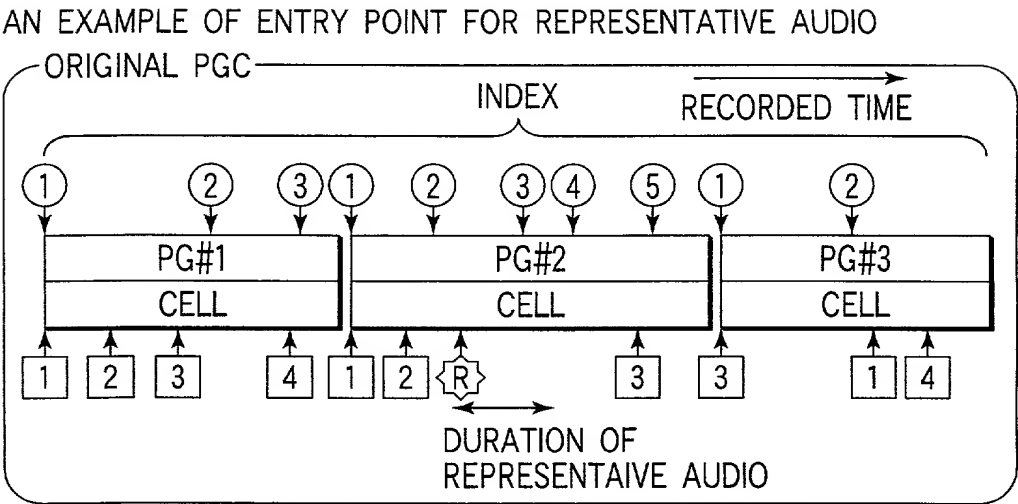 AN EXAMPLE OF ENTRY POINT FOR REPRESENTATIVE AUDIO
ORIGINAL PGC
INDEX
RECORDED TIME
1 2 3 1 2 3 4 5 1 2
PG#1 PG#2 PG#3
CELL CELL CELL
1 2 3 4 1 2 R 3 3 1 4
DURATION OF
REPRESENTAIVE AUDIO